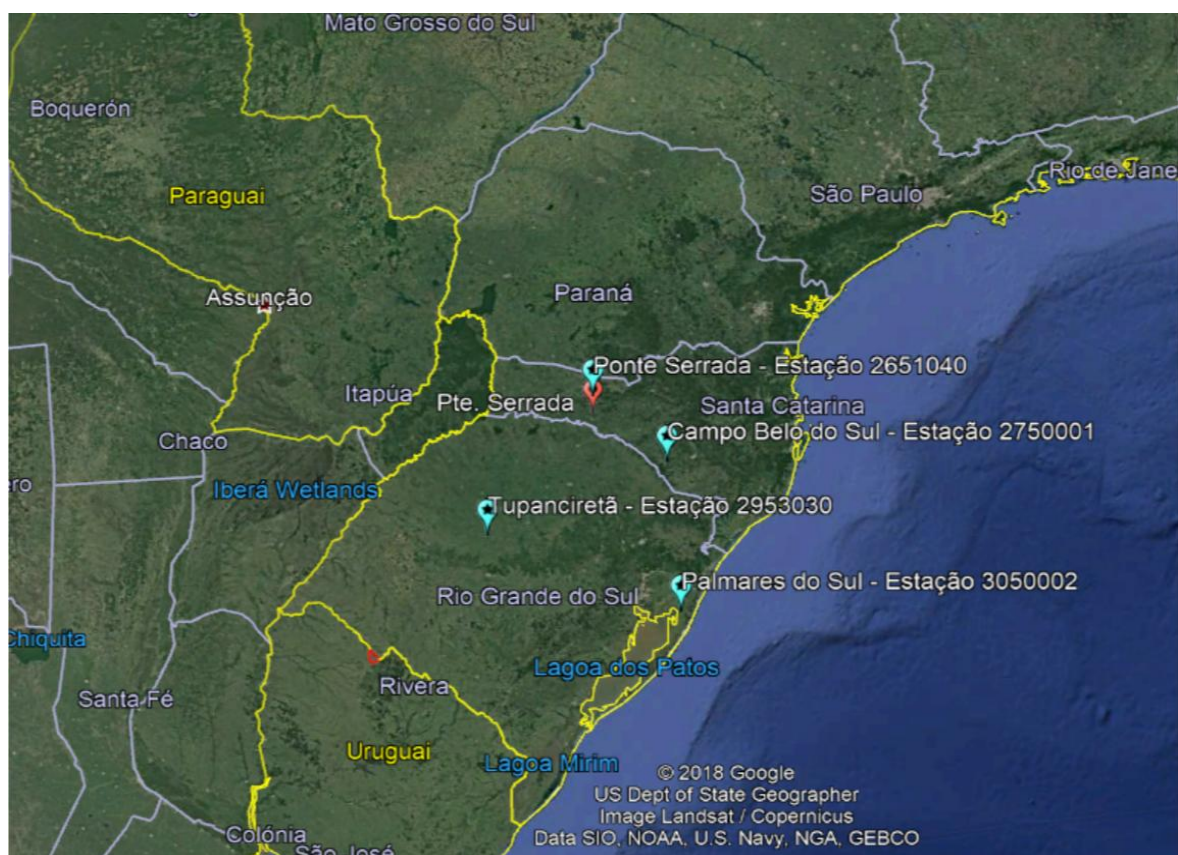 Mato Grosso do Sul
Boquerón
Rio de Jane
Paraguai
São Paulo
Assunção
Paraná
Ponte Serrada - Estação 2651040
Itapúa
Pte. Serrada
Santa Catarina
Chaco
Campo Belo do Sul - Estação 2750001
ero
Iberá Wetlands
Tupanciretã - Estação 2953030
Palmares do Sul - Estação 3050002
Rio Grande do Sul
Chiquita
Lagoa dos Patos
Rivera
Santa Fé
Uruguai
Lagoa Mirim
© 2018 Google
US Dept of State Geographer
Image Landsat / Copernicus
Data SIO, NOAA, U.S. Navy, NGA, GEBCO
Colónia
São José